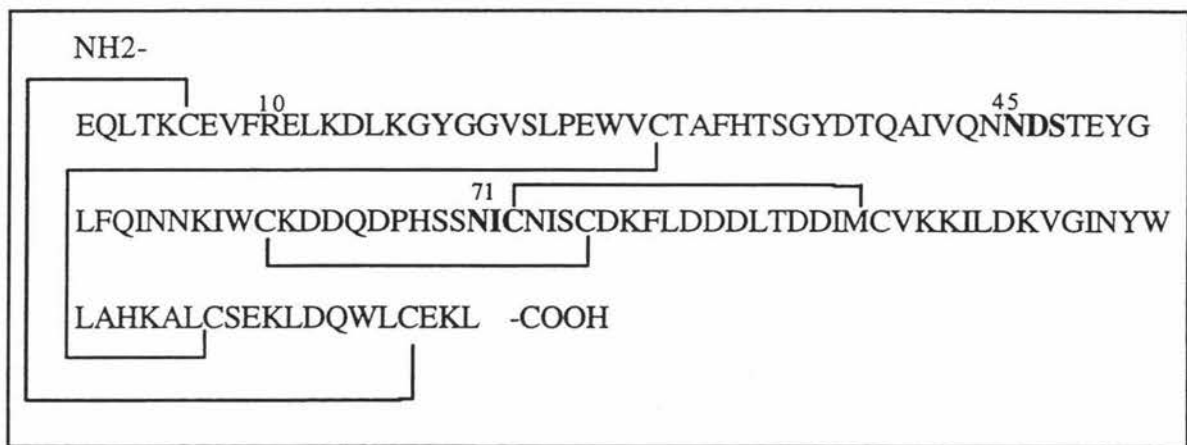 NH2-
10 45
EQLTKCEVFRELKDLKGYGGVSLPEWVCTAFHTSGYDTQAIVQNNDSTEYG
71
LFQINNKIWCKDDQDPHSSNICNISCDKFLDDDLTDDIMCVKKILDKVGINYW
LAHKALCSEKLDQWLCEKL -COOH